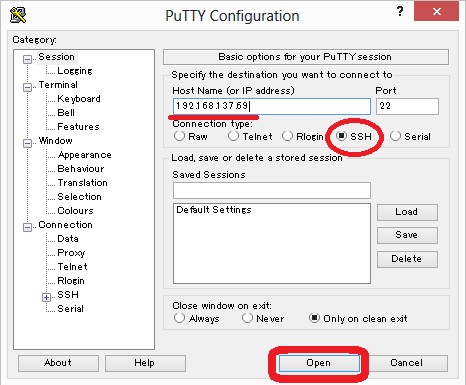 PuTTY Configuration
?
Category:
Session
Logging
Terminal
Keyboard
Bell
Features
Window
Appearance
Behaviour
Translation
Selection
Colours
Connection
Data
Proxy
Telnet
Rlogin
SSH
Serial
Basic options for your PuTTY session
Specify the destination you want to connect to
Host Name (or IP address) Port
192.168.137.69 22
Connection type:
Raw Telnet Rlogin SSH Serial
Load, save or delete a stored session
Saved Sessions
Default Settings
Load
Save
Delete
Close window on exit:
Always Never Only on clean exit
About Help Open Cancel